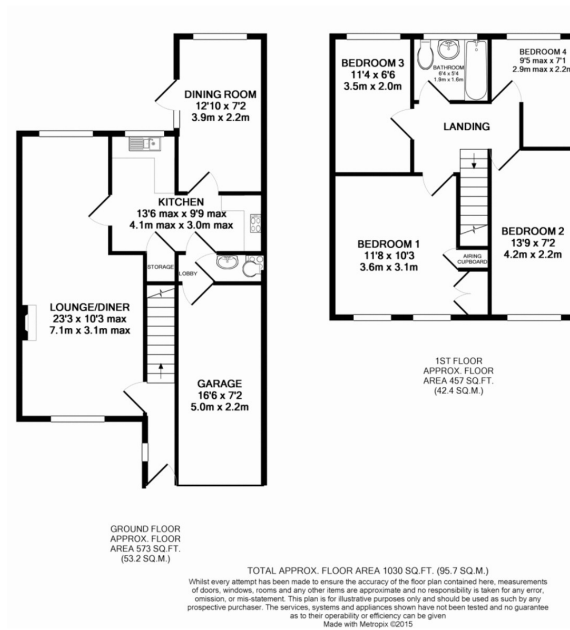 DINING ROOM
12'10 x 7'2
3.9m x 2.2m
KITCHEN
13'6 max x 9'9 max
4.1m max x 3.0m max
STORAGE
LOBBY
LOUNGE/DINER
23'3 x 10'3 max
7.1m x 3.1m max
GARAGE
16'6 x 7'2
5.0m x 2.2m
GROUND FLOOR
APPROX. FLOOR
AREA 573 SQ.FT.
(53.2 SQ.M.)
BEDROOM 3
11'4 x 6'6
3.5m x 2.0m
BATHROOM
6'4 x 5'4
1.9m x 1.6m
BEDROOM 4
9'5 max x 7'1
2.9m max x 2.2m
LANDING
BEDROOM 1
11'8 x 10'3
3.6m x 3.1m
AIRING
CUPBOARD
BEDROOM 2
13'9 x 7'2
4.2m x 2.2m
1ST FLOOR
APPROX. FLOOR
AREA 457 SQ.FT.
(42.4 SQ.M.)
TOTAL APPROX. FLOOR AREA 1030 SQ.FT. (95.7 SQ.M.)
Whilst every attempt has been made to ensure the accuracy of the floor plan contained here, measurements
of doors, windows, rooms and any other items are approximate and no responsibility is taken for any error,
omission, or mis-statement. This plan is for illustrative purposes only and should be used as such by any
prospective purchaser. The services, systems and appliances shown have not been tested and no guarantee
as to their operability or efficiency can be given
Made with Metropix ©2015